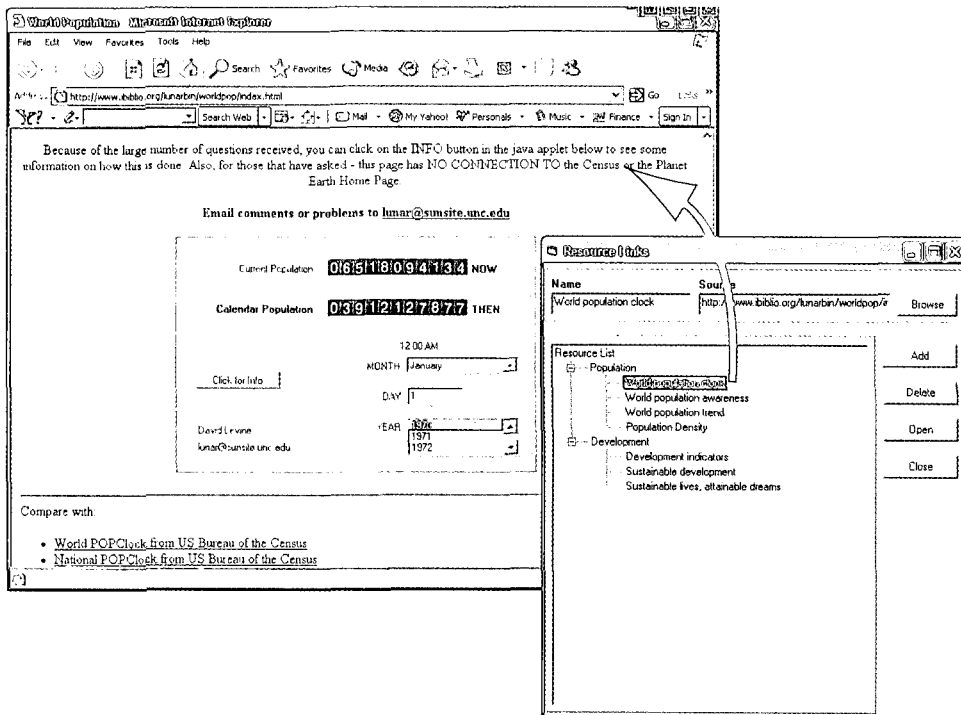 World Population Microsoft Internet Explorer
File Edit View Favorites Tools Help
Search Favorites Media
http://www.ibiblio.org/lunarbin/worldpop/index.html Go
Search Web Mail My Yahoo! Personals Music Finance Sign In
Because of the large number of questions received, you can click on the INFO button in the java applet below to see some
information on how this is done. Also, for those that have asked - this page has NO CONNECTION TO the Census or the Planet
Earth Home Page.
Email comments or problems to lunar@sunsite.unc.edu
Current Population 06518094134 NOW
Calendar Population 03912127877 THEN
12:00 AM
MONTH January
Click for Info
DAY 1
YEAR 1970
David Levine 1971
lunar@sunsite.unc.edu 1972
Compare with:
• World POPClock from US Bureau of the Census
• National POPClock from US Bureau of the Census
Resource Links
Name Source
World population clock http://www.ibiblio.org/lunarbin/worldpop/ Browse
Resource List
Population
World population clock
World population awareness
World population trend
Population Density
Development
Development indicators
Sustainable development
Sustainable lives, attainable dreams
Add
Delete
Open
Close